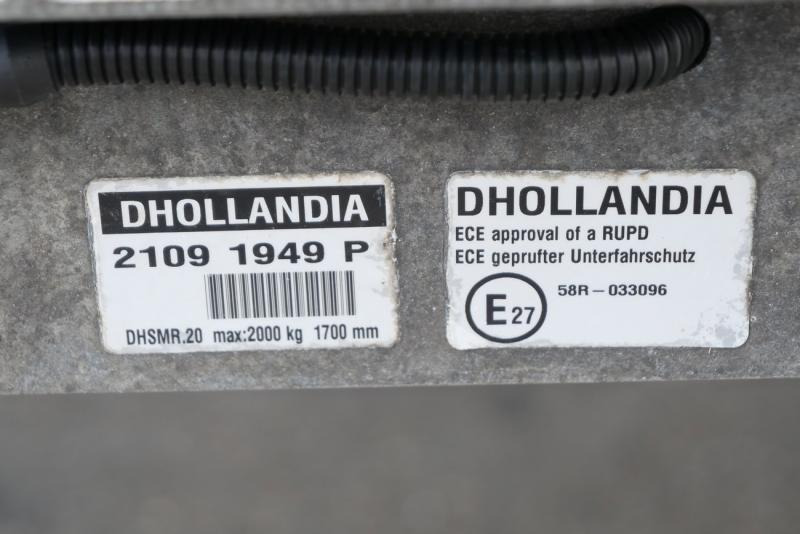 DHOLLANDIA
2109 1949 P
DHSMR.20 max:2000 kg 1700 mm
DHOLLANDIA
ECE approval of a RUPD
ECE geprufter Unterfahrschutz
E27 58R-033096